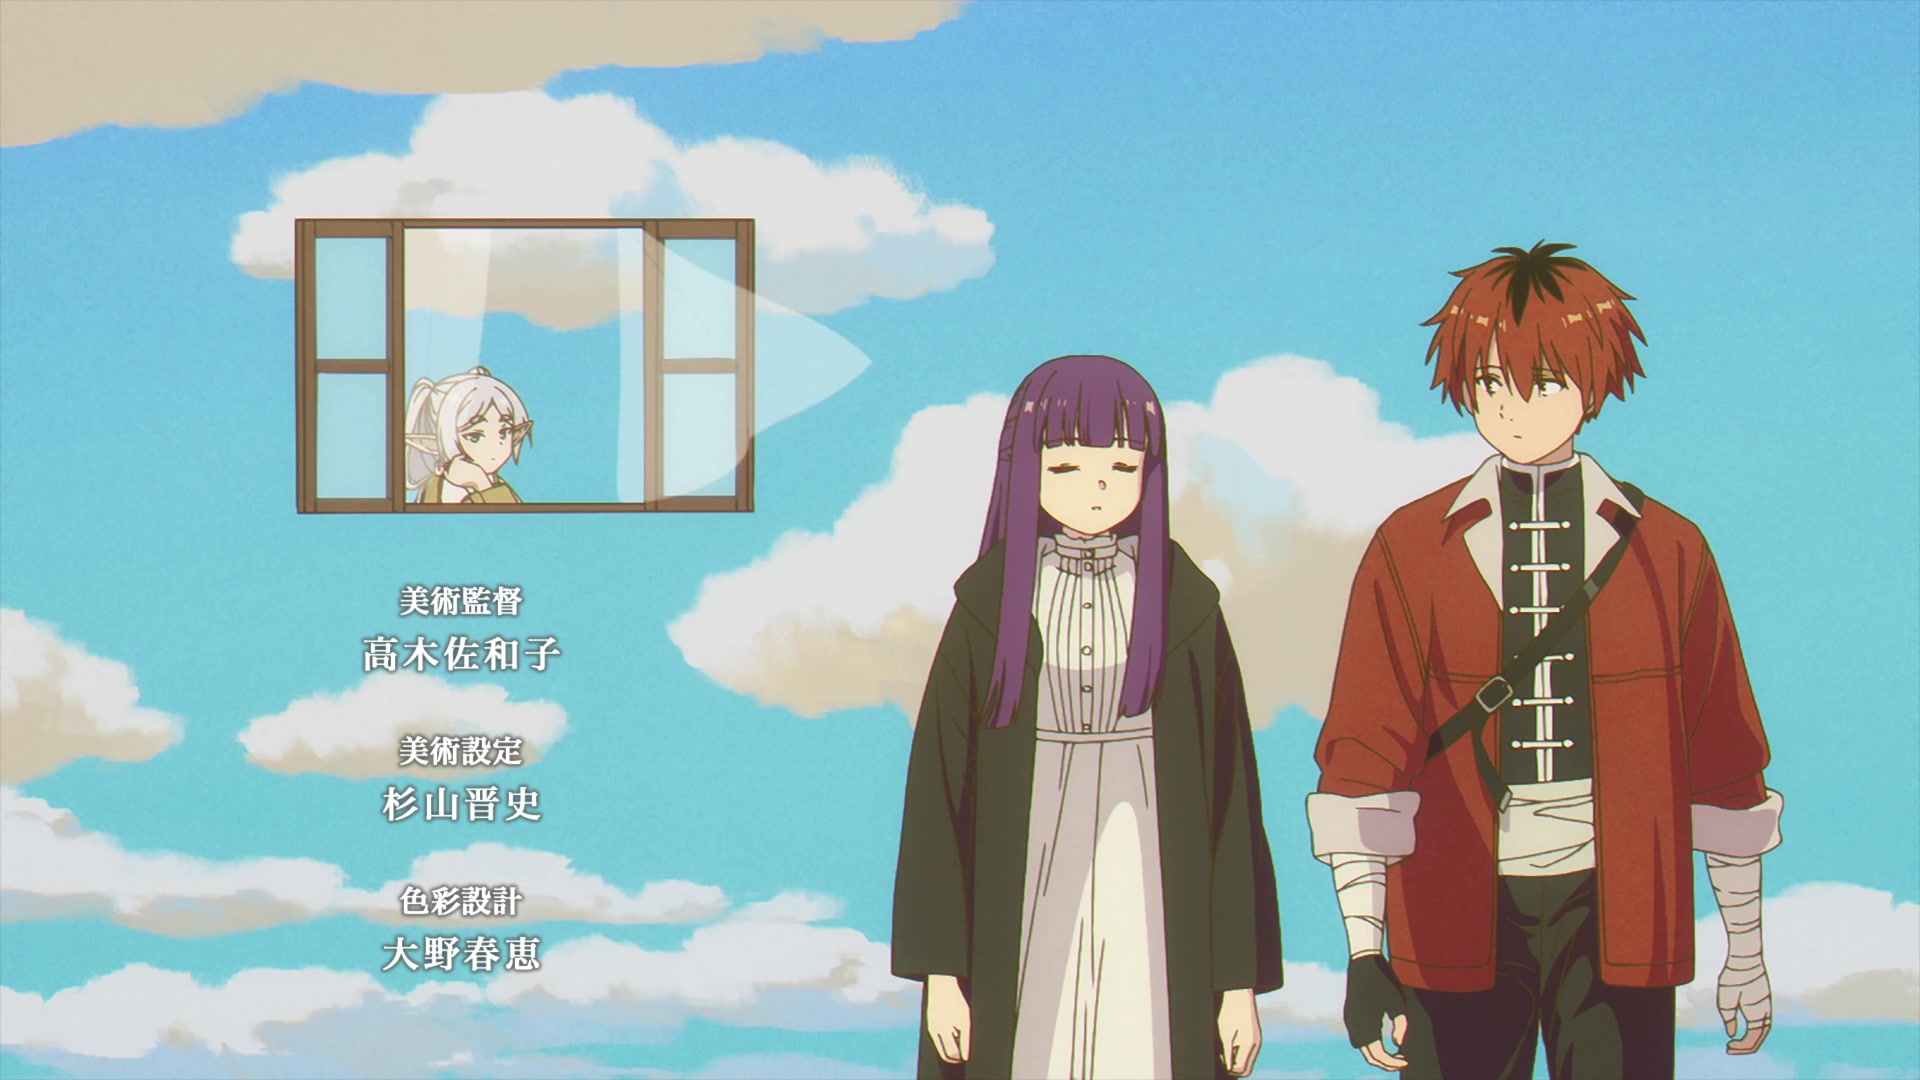 美術監督
高木佐和子
美術設定
杉山晋史
色彩設計
大野春恵